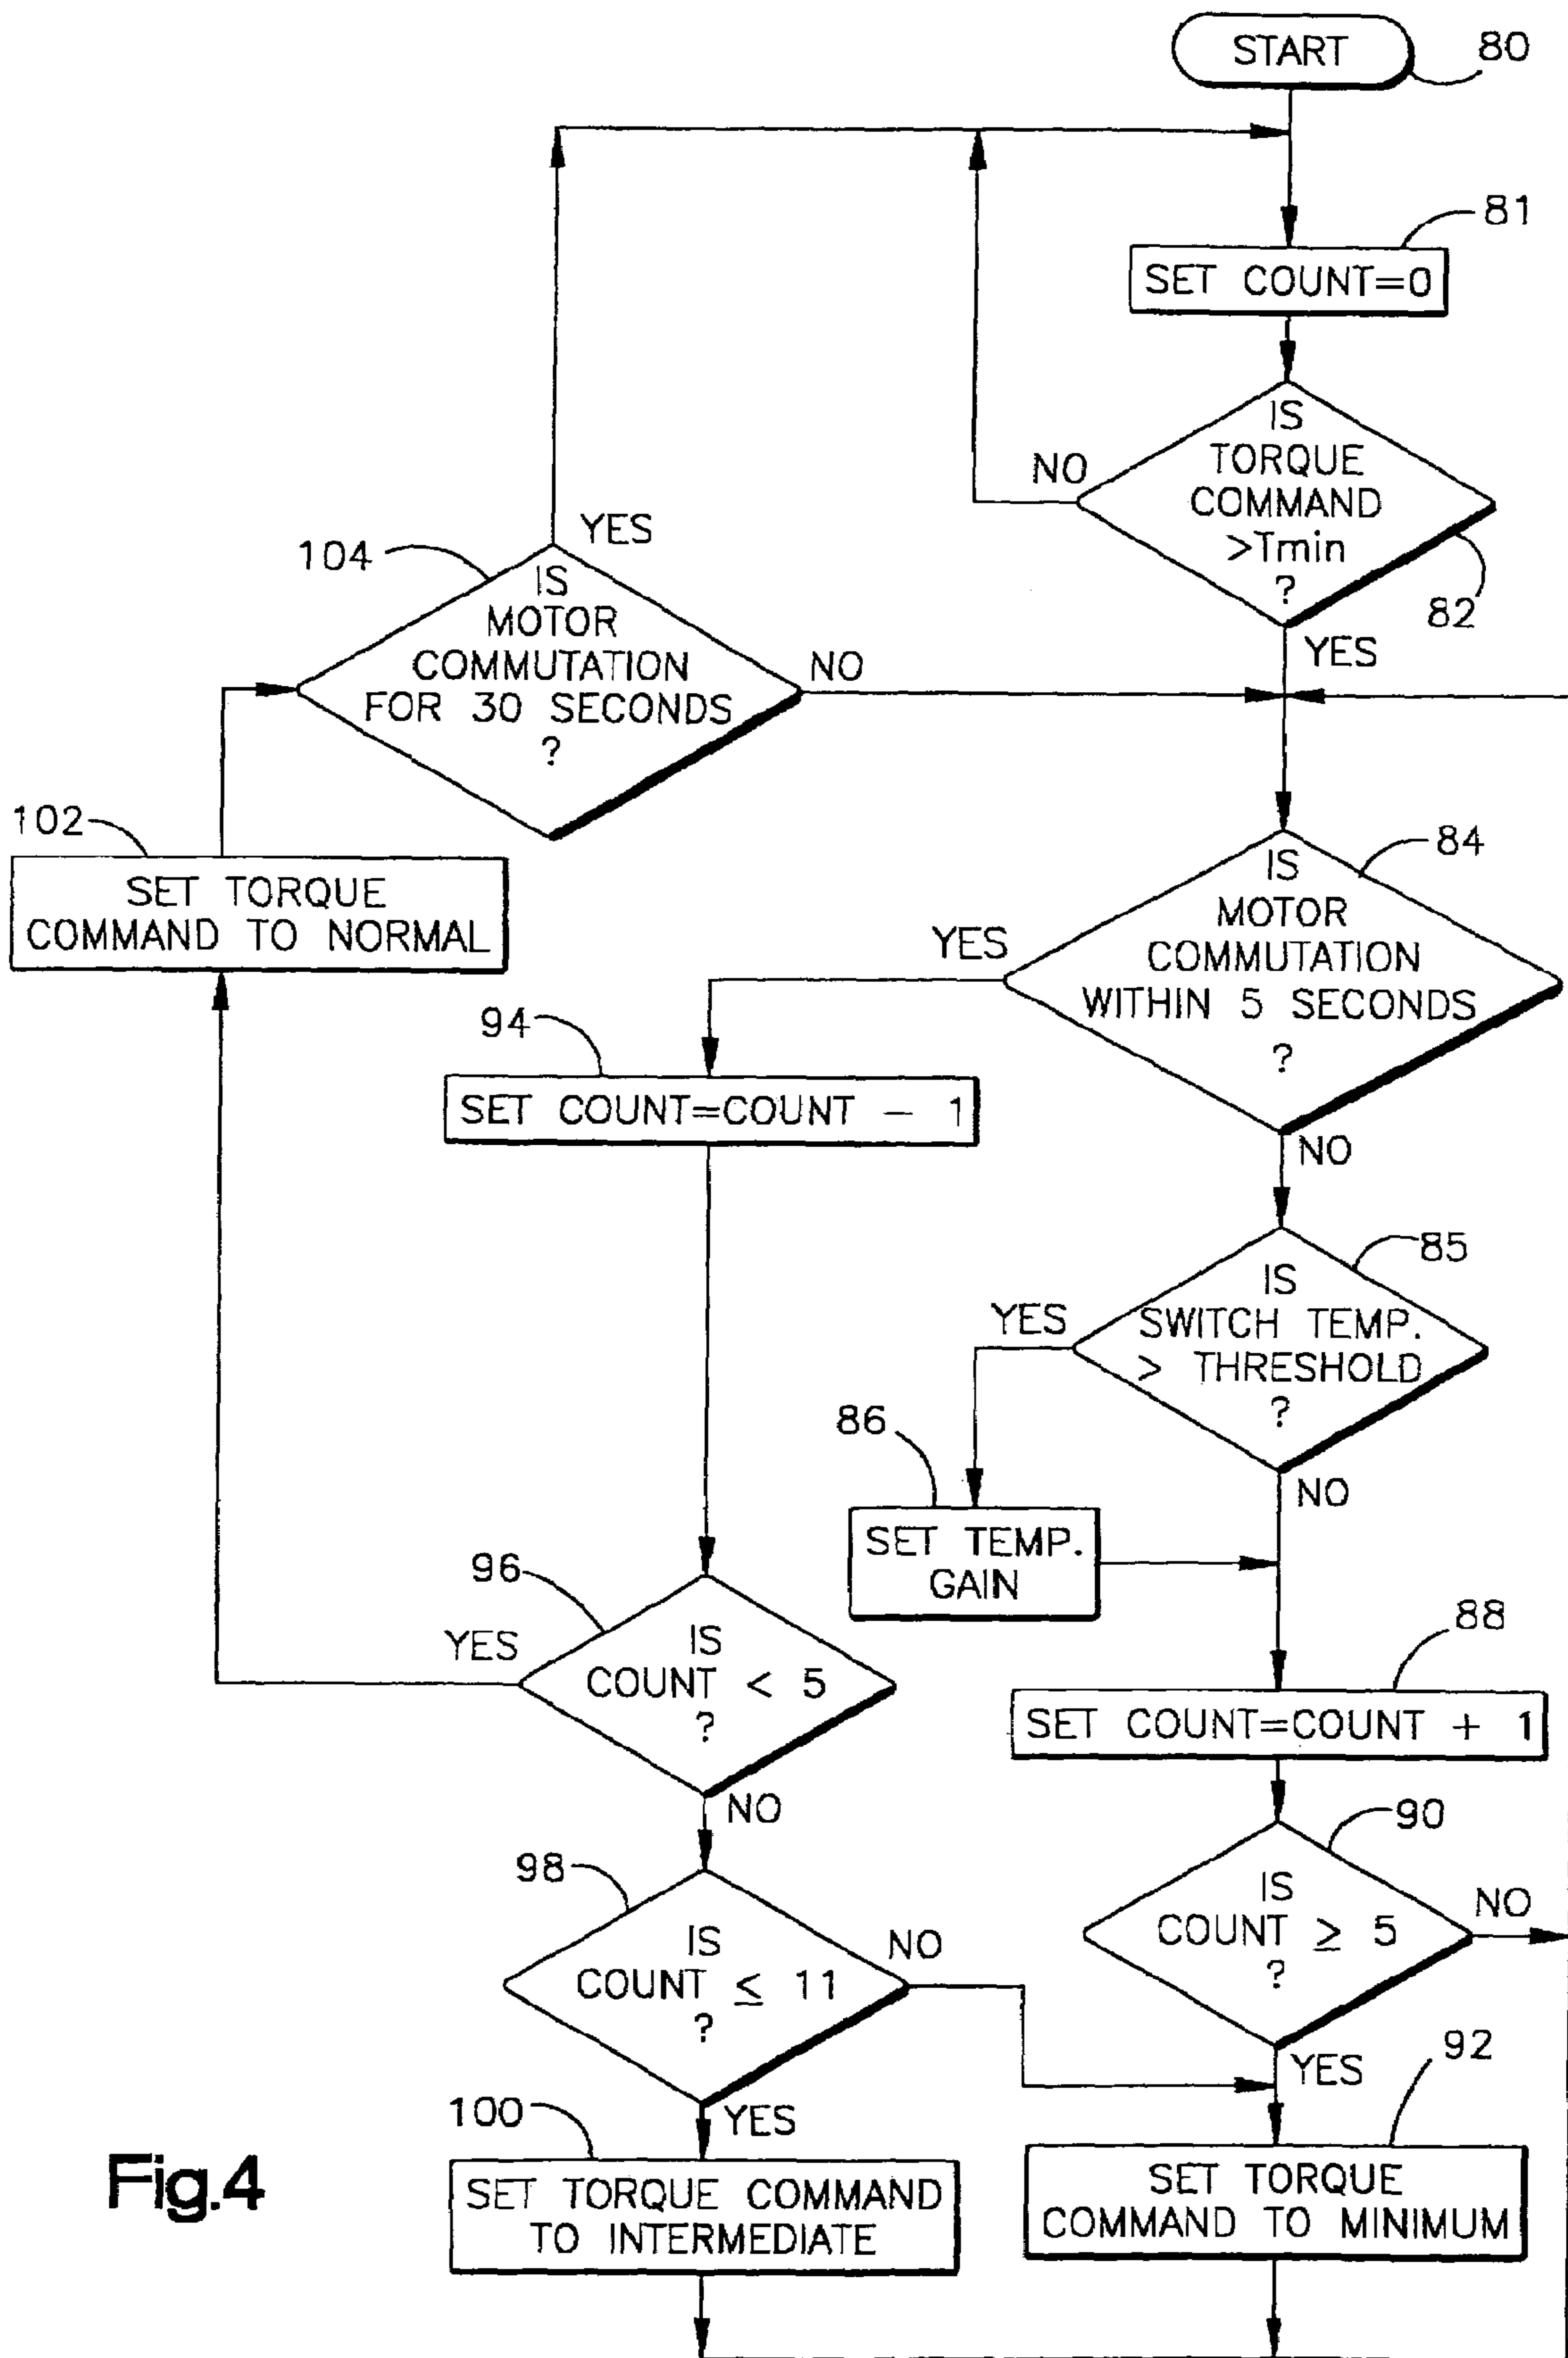 START
80
81
SET COUNT=0
IS
TORQUE
COMMAND
>Tmin
?
NO
82
YES
104
YES
IS
MOTOR
COMMUTATION
FOR 30 SECONDS
?
NO
102
SET TORQUE
COMMAND TO NORMAL
84
IS
MOTOR
COMMUTATION
WITHIN 5 SECONDS
?
YES
NO
94
SET COUNT=COUNT - 1
85
IS
SWITCH TEMP.
> THRESHOLD
?
YES
NO
86
SET TEMP.
GAIN
88
SET COUNT=COUNT + 1
96
YES
IS
COUNT < 5
?
NO
90
IS
COUNT ≥ 5
?
NO
YES
98
IS
COUNT ≤ 11
?
NO
YES
100
SET TORQUE COMMAND
TO INTERMEDIATE
92
SET TORQUE
COMMAND TO MINIMUM
Fig.4